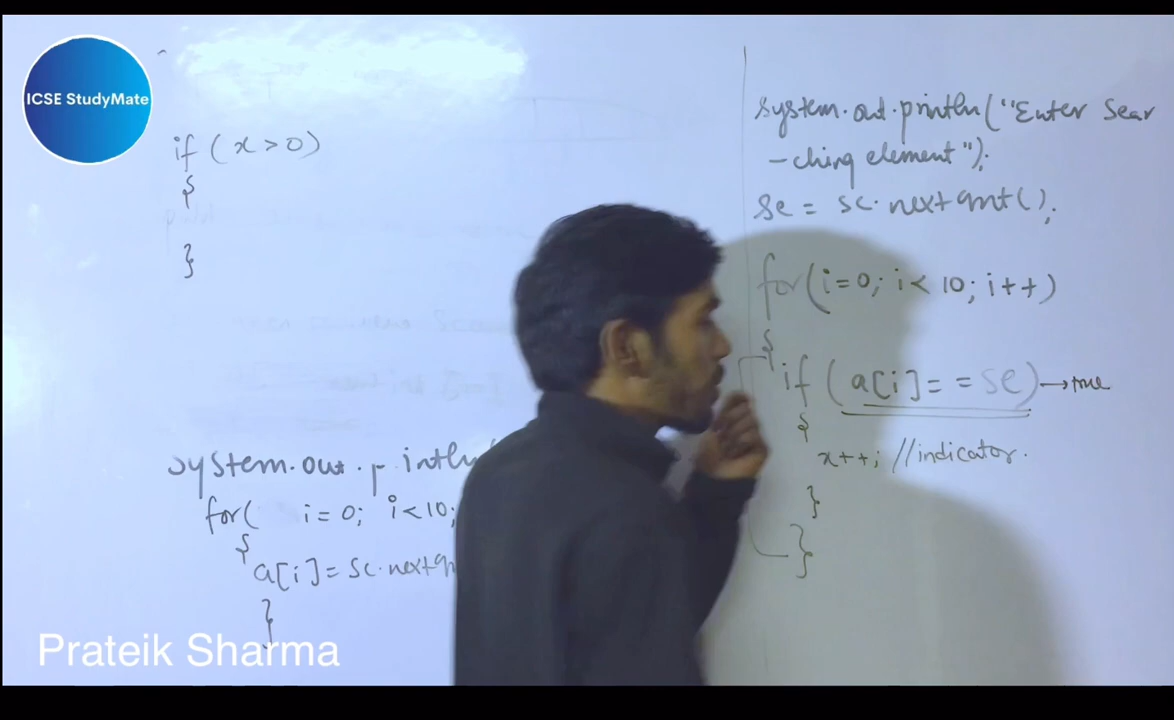 ICSE StudyMate
if (x > 0)
{
}
System.out.println
for( i = 0; i < 10;
{
a[i] = sc.next
}
System.out.println("Enter Sear
-ching element");
Se = sc.nextInt();
for(i=0; i < 10; i++)
{
if (a[i] == se) → true
{
x++; //indicator.
}
}
Prateik Sharma